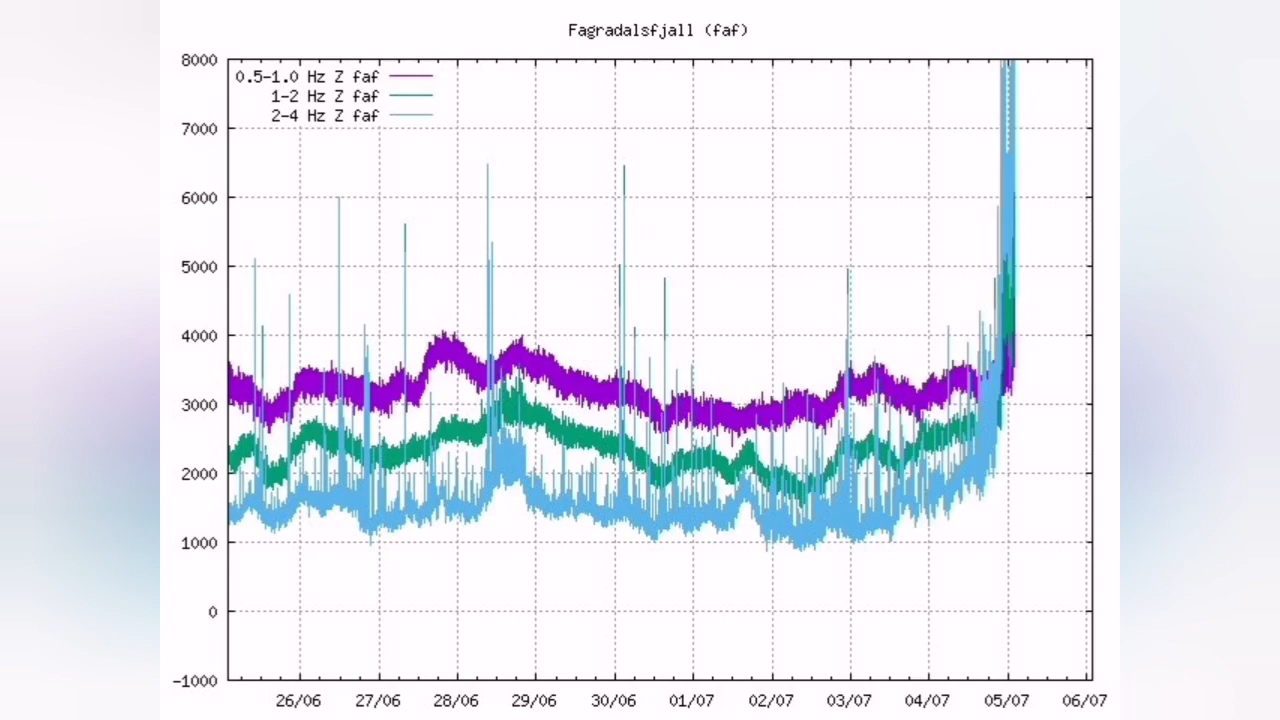 Fagradalsfjall (faf)
8000
7000
6000
5000
4000
3000
2000
1000
0
-1000
0.5-1.0 Hz Z faf
1-2 Hz Z faf
2-4 Hz Z faf
26/06 27/06 28/06 29/06 30/06 01/07 02/07 03/07 04/07 05/07 06/07